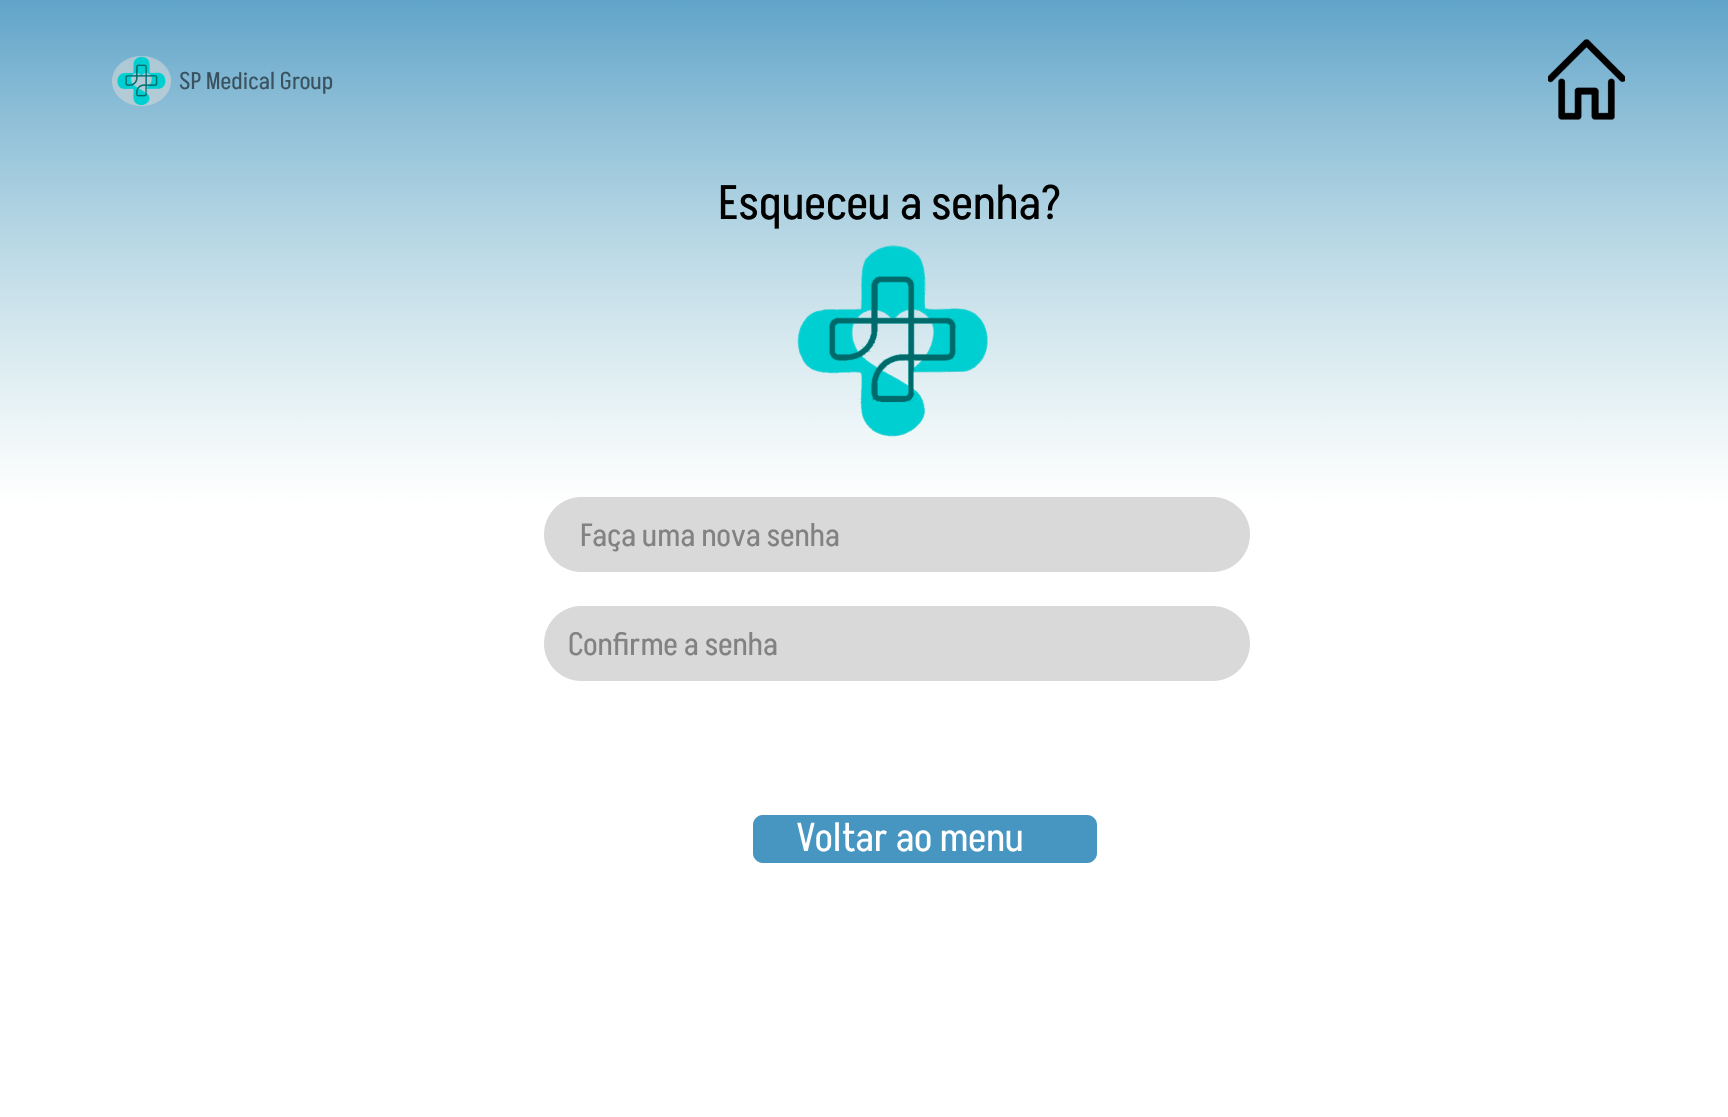 SP Medical Group
Esqueceu a senha?
Faça uma nova senha
Confirme a senha
Voltar ao menu